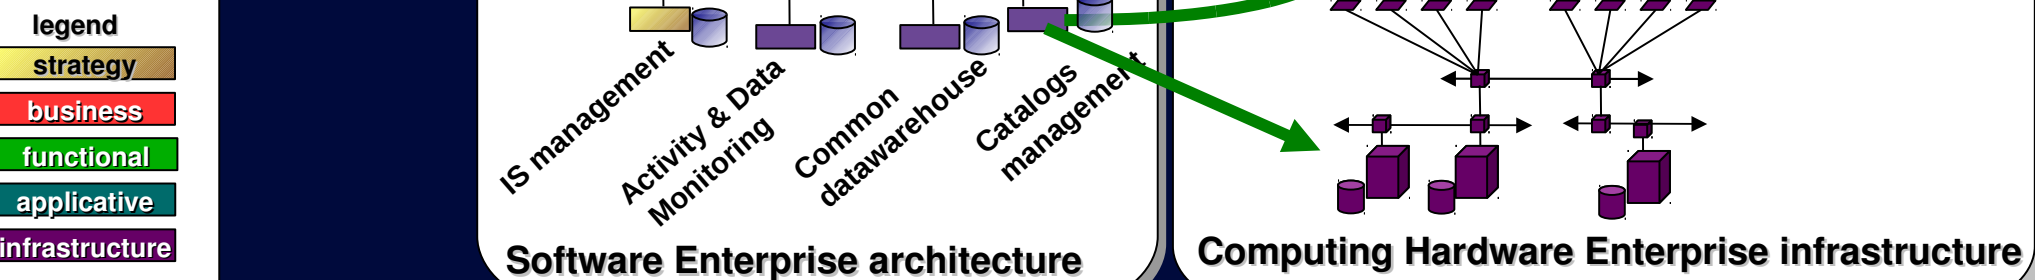 legend
strategy
business
functional
applicative
infrastructure
IS management
Activity & Data
Monitoring
Common
datawarehouse
Catalogs
management
Software Enterprise architecture
Computing Hardware Enterprise infrastructure